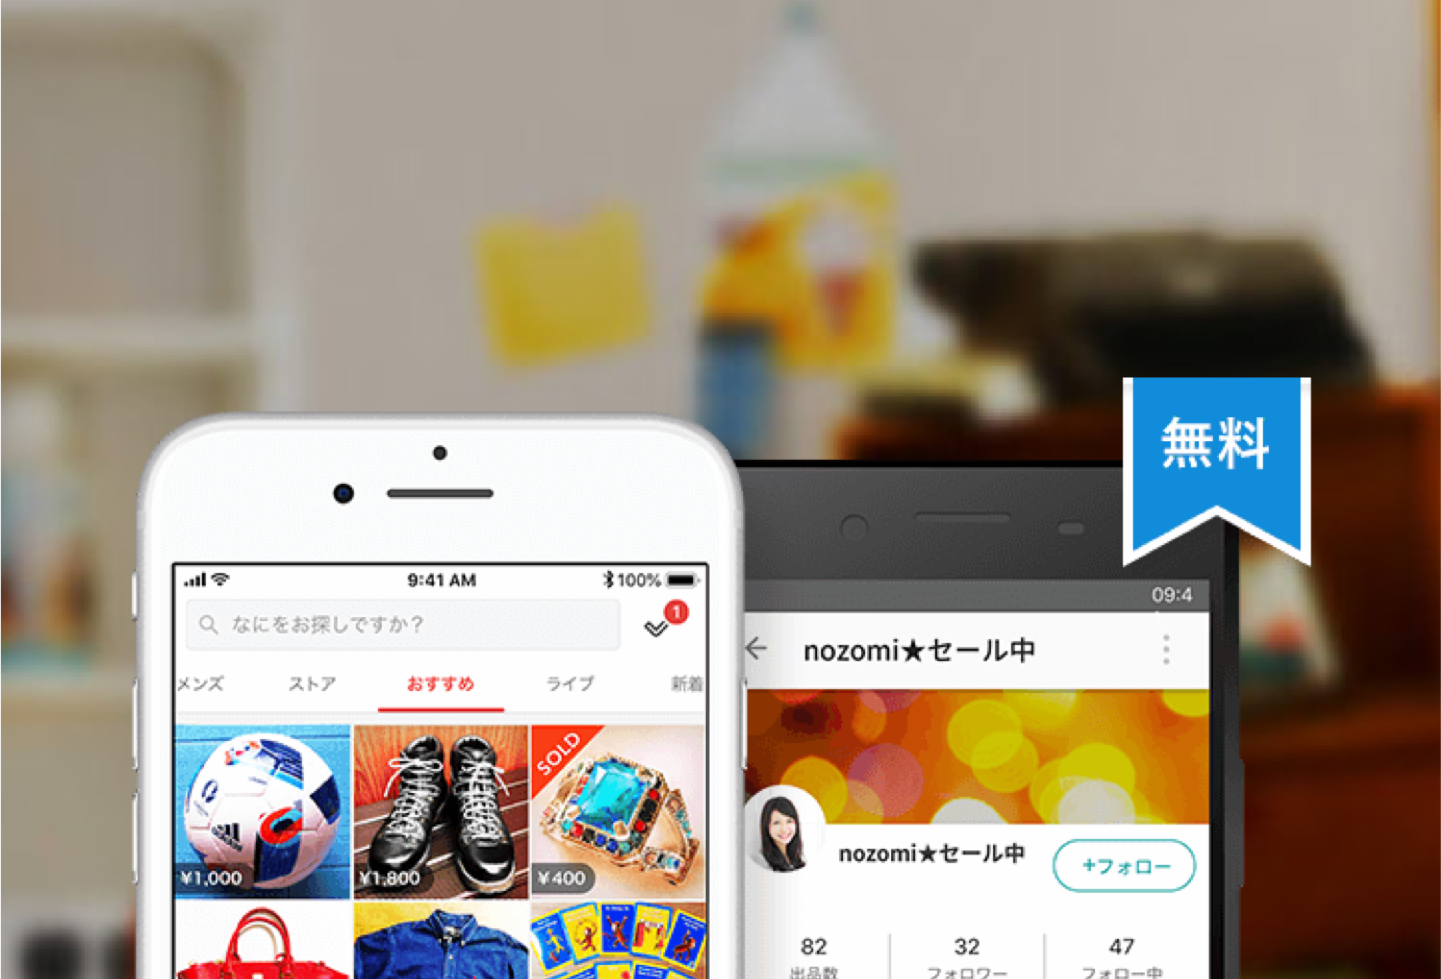 無料
9:41 AM
100%
なにをお探しですか?
1
メンズ
ストア
おすすめ
ライブ
新着
adidas
¥1,000
¥1,800
SOLD
¥400
09:4
nozomi★セール中
nozomi★セール中
+フォロー
82
出品数
32
フォロワー
47
フォロー中